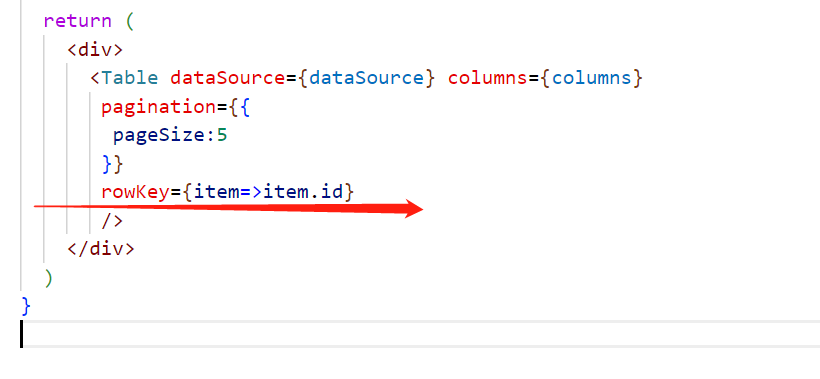 return (
<div>
<Table dataSource={dataSource} columns={columns}
pagination={{
pageSize:5
}}
rowKey={item=>item.id}
/>
</div>
)
}